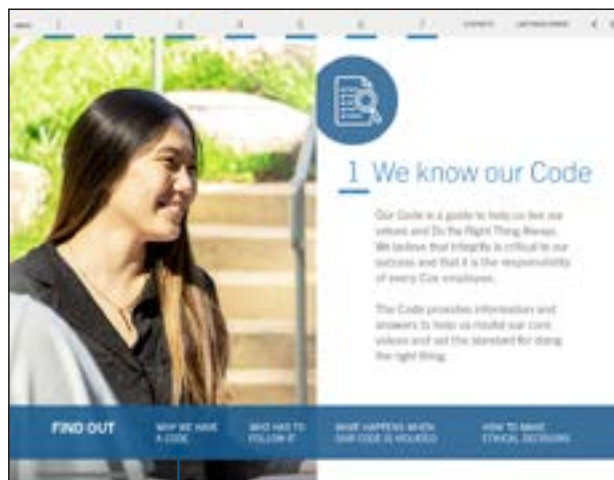 1 2 3 4 5 6 7 CONTACTS
1 We know our Code
Our Code is a guide to help us live our
values and Do the Right Thing Always.
We believe that integrity is critical to our
success and that it is the responsibility
of every Cox employee.
The Code provides information and
answers to help us model our core
values and set the standard for doing
the right thing.
FIND OUT
WHY WE HAVE
A CODE
WHO HAS TO
FOLLOW IT
WHAT HAPPENS WHEN
OUR CODE IS VIOLATED
HOW TO MAKE
ETHICAL DECISIONS